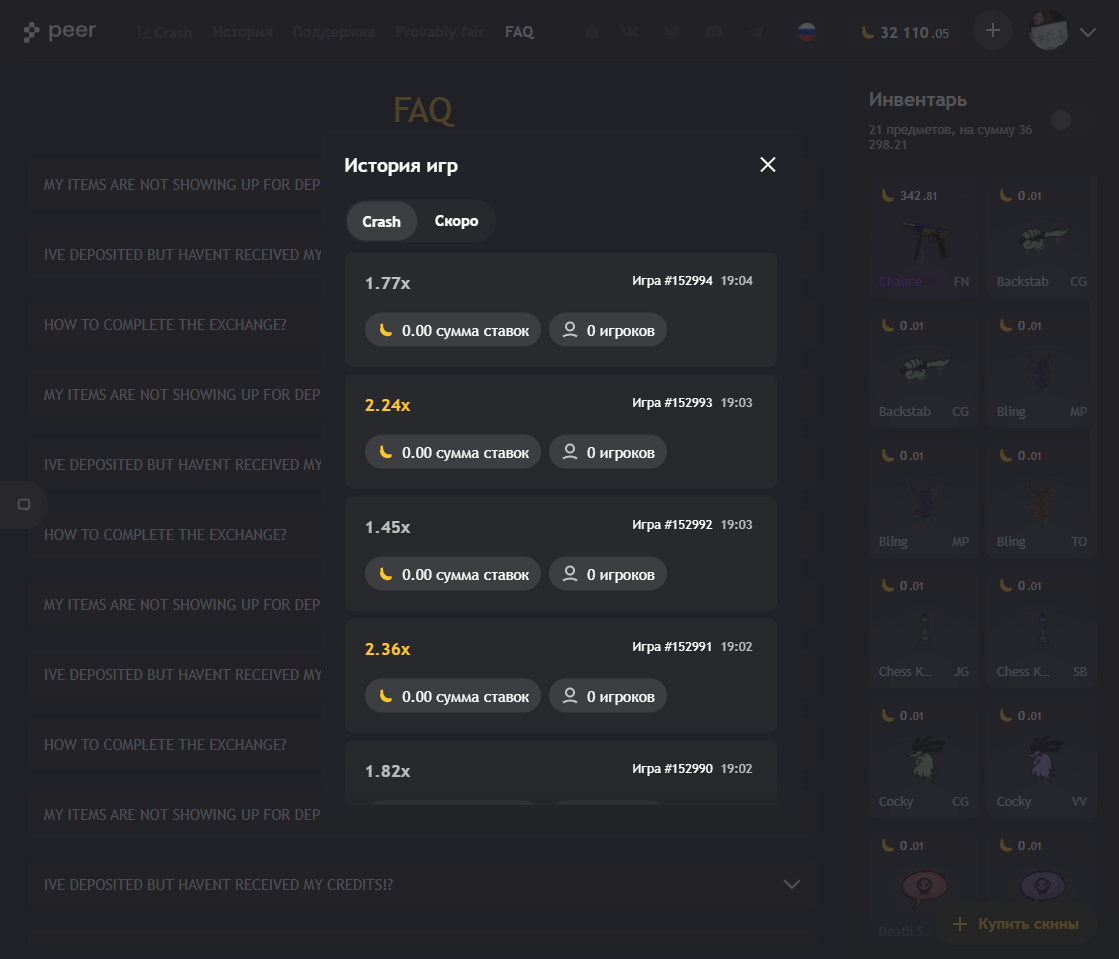 peer
Crash История Поддержка Provably fair FAQ
32 110.05
FAQ
MY ITEMS ARE NOT SHOWING UP FOR DEP
IVE DEPOSITED BUT HAVENT RECEIVED MY
HOW TO COMPLETE THE EXCHANGE?
MY ITEMS ARE NOT SHOWING UP FOR DEP
IVE DEPOSITED BUT HAVENT RECEIVED MY
HOW TO COMPLETE THE EXCHANGE?
MY ITEMS ARE NOT SHOWING UP FOR DEP
IVE DEPOSITED BUT HAVENT RECEIVED MY
HOW TO COMPLETE THE EXCHANGE?
MY ITEMS ARE NOT SHOWING UP FOR DEP
IVE DEPOSITED BUT HAVENT RECEIVED MY CREDITS!?
История игр
Crash Скоро
1.77x Игра #152994 19:04
0.00 сумма ставок 0 игроков
2.24x Игра #152993 19:03
0.00 сумма ставок 0 игроков
1.45x Игра #152992 19:03
0.00 сумма ставок 0 игроков
2.36x Игра #152991 19:02
0.00 сумма ставок 0 игроков
1.82x Игра #152990 19:02
Инвентарь
21 предметов, на сумму 36
298.21
342.81 0.01
Chalice FN Backstab CG
0.01 0.01
Backstab CG Bling MP
0.01 0.01
Bling MP Bling TO
0.01 0.01
Chess K... JG Chess K... SB
0.01 0.01
Cocky CG Cocky VV
0.01 0.01
Death S...
Купить скины